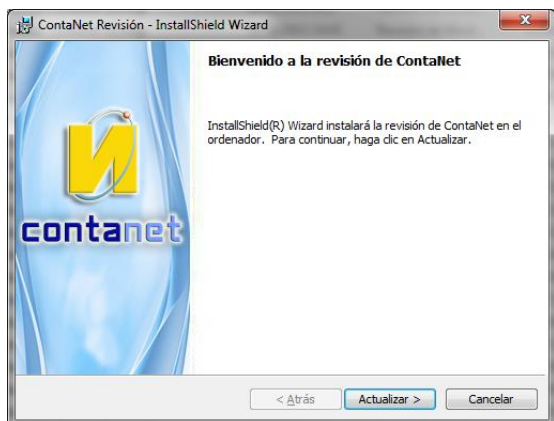 ContaNet Revisión - InstallShield Wizard
Bienvenido a la revisión de ContaNet
InstallShield(R) Wizard instalará la revisión de ContaNet en el
ordenador. Para continuar, haga clic en Actualizar.
contanet
< Atrás
Actualizar >
Cancelar